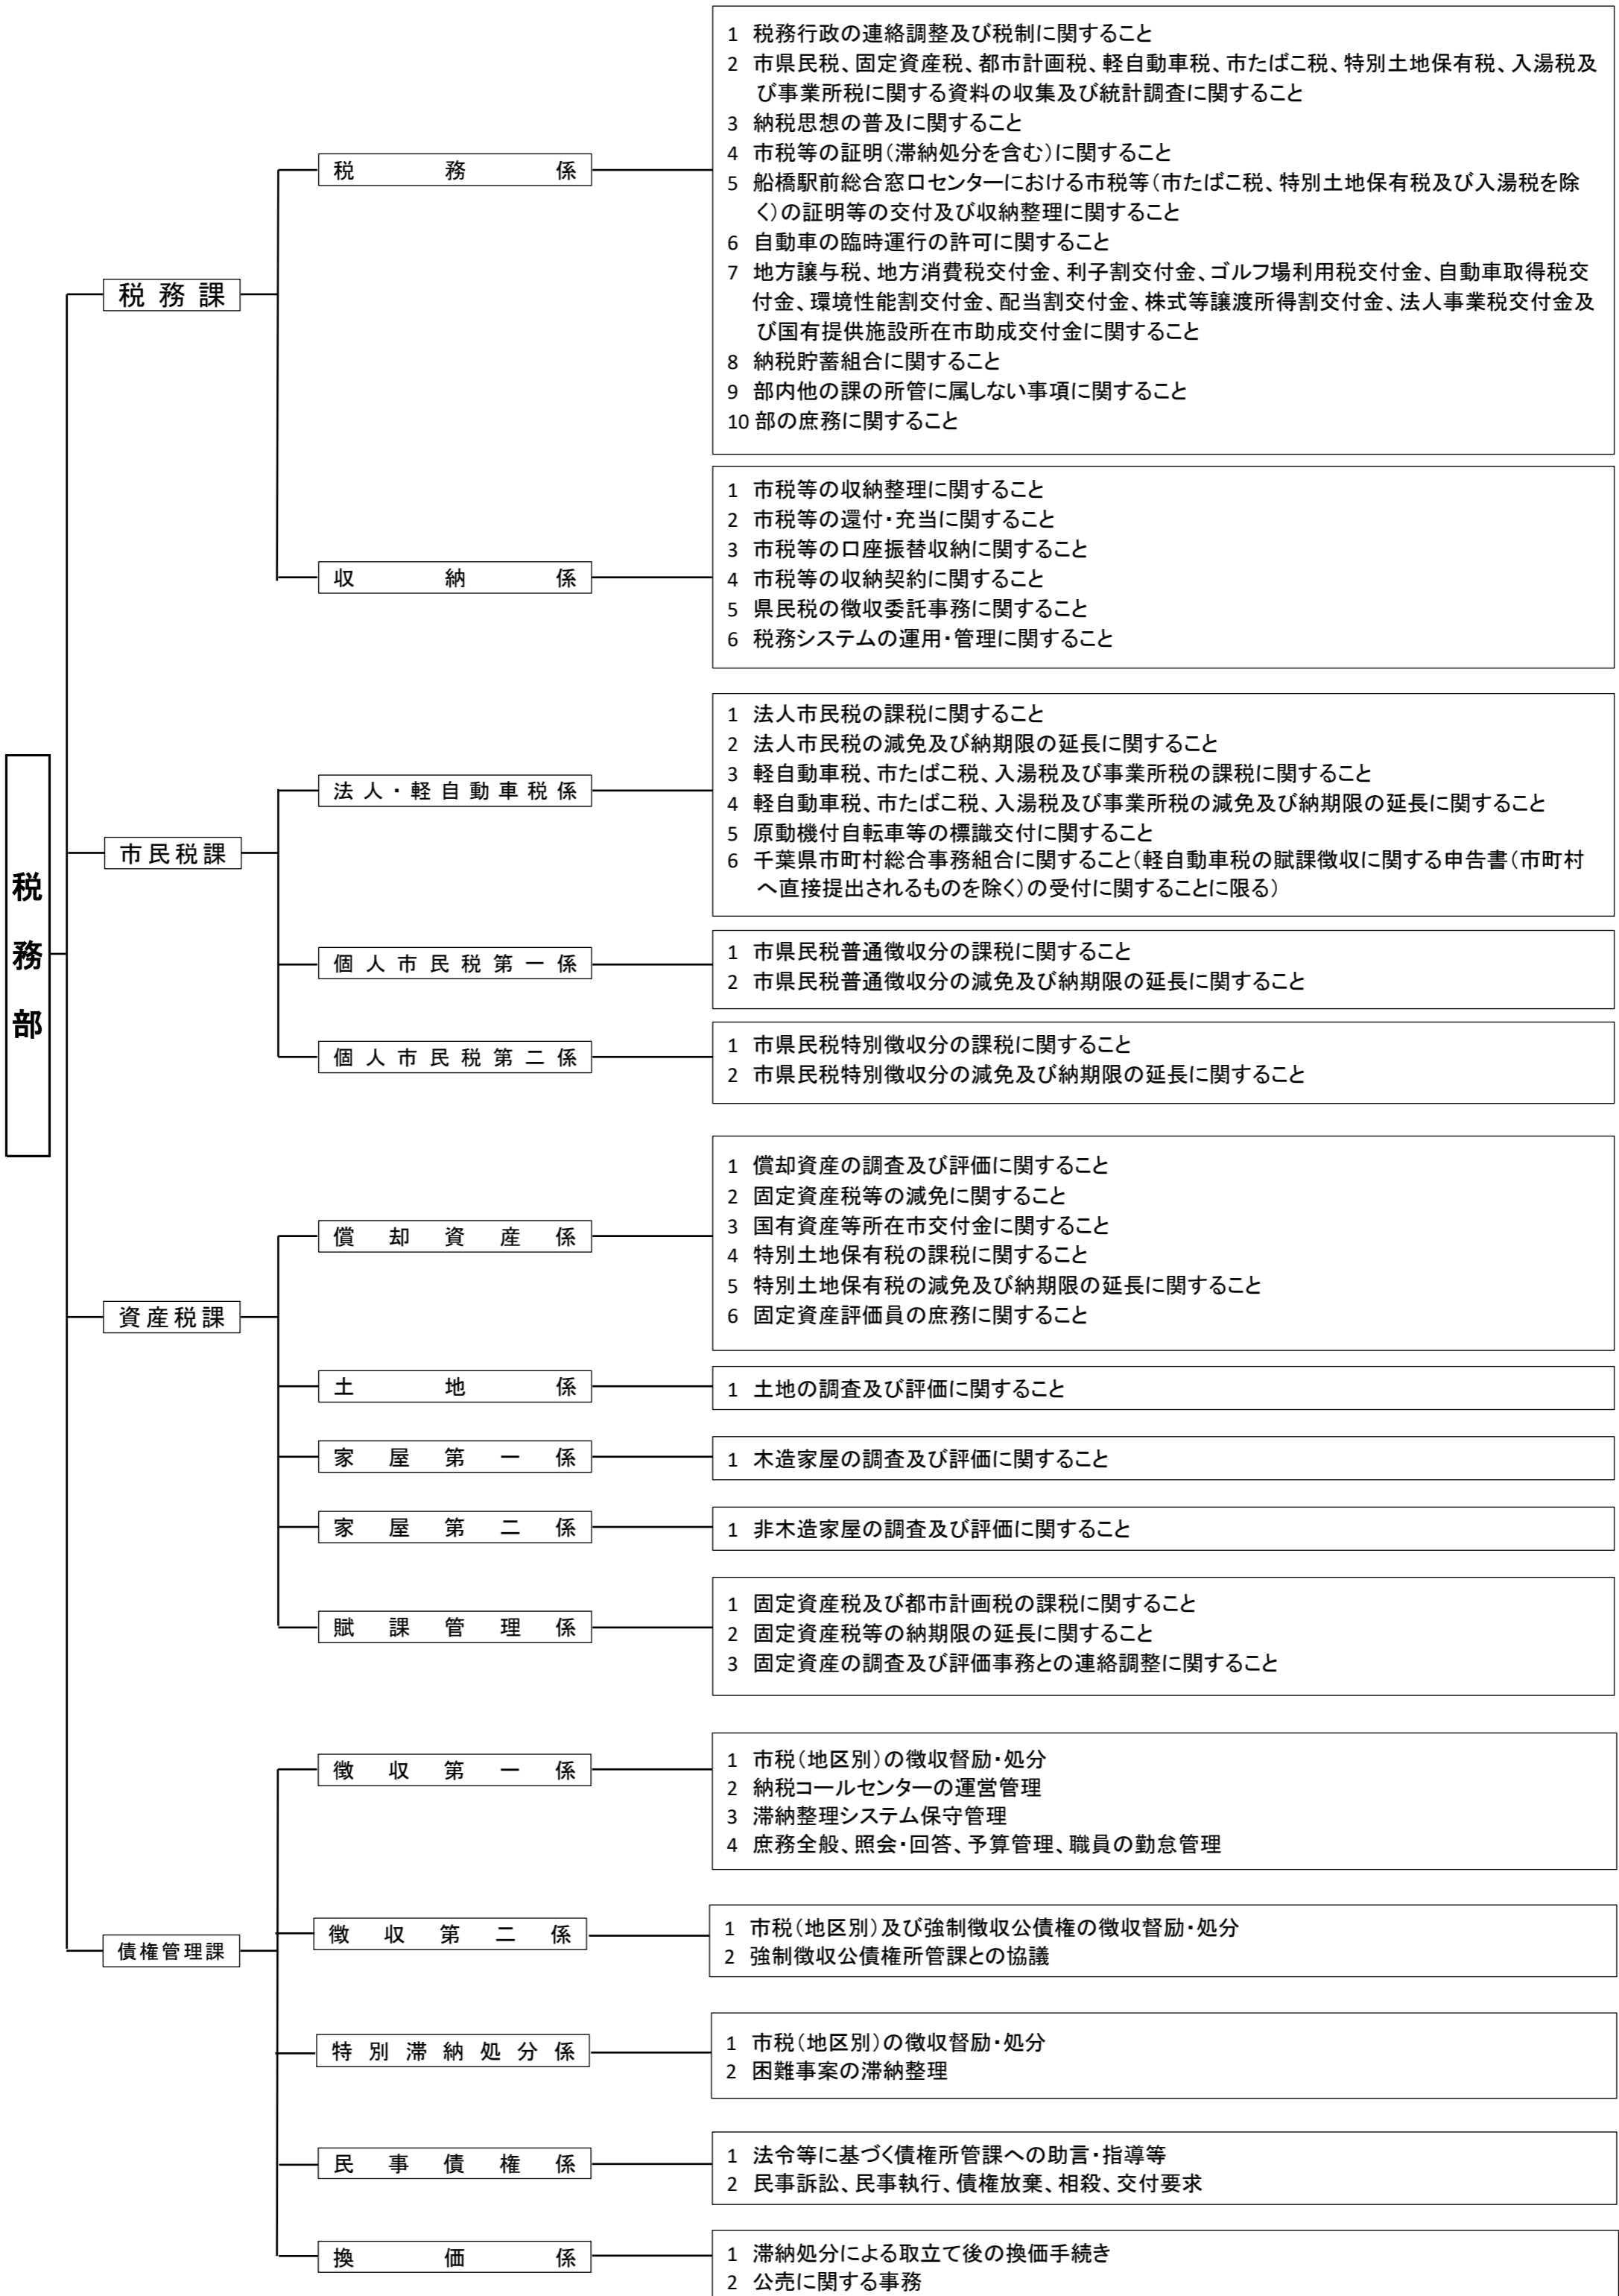 税務部
税務課
税務係
1 税務行政の連絡調整及び税制に関すること
2 市県民税、固定資産税、都市計画税、軽自動車税、市たばこ税、特別土地保有税、入湯税及
び事業所税に関する資料の収集及び統計調査に関すること
3 納税思想の普及に関すること
4 市税等の証明(滞納処分を含む)に関すること
5 船橋駅前総合窓口センターにおける市税等(市たばこ税、特別土地保有税及び入湯税を除
く)の証明等の交付及び収納整理に関すること
6 自動車の臨時運行の許可に関すること
7 地方譲与税、地方消費税交付金、利子割交付金、ゴルフ場利用税交付金、自動車取得税交
付金、環境性能割交付金、配当割交付金、株式等譲渡所得割交付金、法人事業税交付金及
び国有提供施設所在市助成交付金に関すること
8 納税貯蓄組合に関すること
9 部内他の課の所管に属しない事項に関すること
10 部の庶務に関すること
収納係
1 市税等の収納整理に関すること
2 市税等の還付・充当に関すること
3 市税等の口座振替収納に関すること
4 市税等の収納契約に関すること
5 県民税の徴収委託事務に関すること
6 税務システムの運用・管理に関すること
市民税課
法人・軽自動車税係
1 法人市民税の課税に関すること
2 法人市民税の減免及び納期限の延長に関すること
3 軽自動車税、市たばこ税、入湯税及び事業所税の課税に関すること
4 軽自動車税、市たばこ税、入湯税及び事業所税の減免及び納期限の延長に関すること
5 原動機付自転車等の標識交付に関すること
6 千葉県市町村総合事務組合に関すること(軽自動車税の賦課徴収に関する申告書(市町村
へ直接提出されるものを除く)の受付に関することに限る)
個人市民税第一係
1 市県民税普通徴収分の課税に関すること
2 市県民税普通徴収分の減免及び納期限の延長に関すること
個人市民税第二係
1 市県民税特別徴収分の課税に関すること
2 市県民税特別徴収分の減免及び納期限の延長に関すること
資産税課
償却資産係
1 償却資産の調査及び評価に関すること
2 固定資産税等の減免に関すること
3 国有資産等所在市交付金に関すること
4 特別土地保有税の課税に関すること
5 特別土地保有税の減免及び納期限の延長に関すること
6 固定資産評価員の庶務に関すること
土地係
1 土地の調査及び評価に関すること
家屋第一係
1 木造家屋の調査及び評価に関すること
家屋第二係
1 非木造家屋の調査及び評価に関すること
賦課管理係
1 固定資産税及び都市計画税の課税に関すること
2 固定資産税等の納期限の延長に関すること
3 固定資産の調査及び評価事務との連絡調整に関すること
債権管理課
徴収第一係
1 市税(地区別)の徴収督励・処分
2 納税コールセンターの運営管理
3 滞納整理システム保守管理
4 庶務全般、照会・回答、予算管理、職員の勤怠管理
徴収第二係
1 市税(地区別)及び強制徴収公債権の徴収督励・処分
2 強制徴収公債権所管課との協議
特別滞納処分係
1 市税(地区別)の徴収督励・処分
2 困難事案の滞納整理
民事債権係
1 法令等に基づく債権所管課への助言・指導等
2 民事訴訟、民事執行、債権放棄、相殺、交付要求
換価係
1 滞納処分による取立て後の換価手続き
2 公売に関する事務